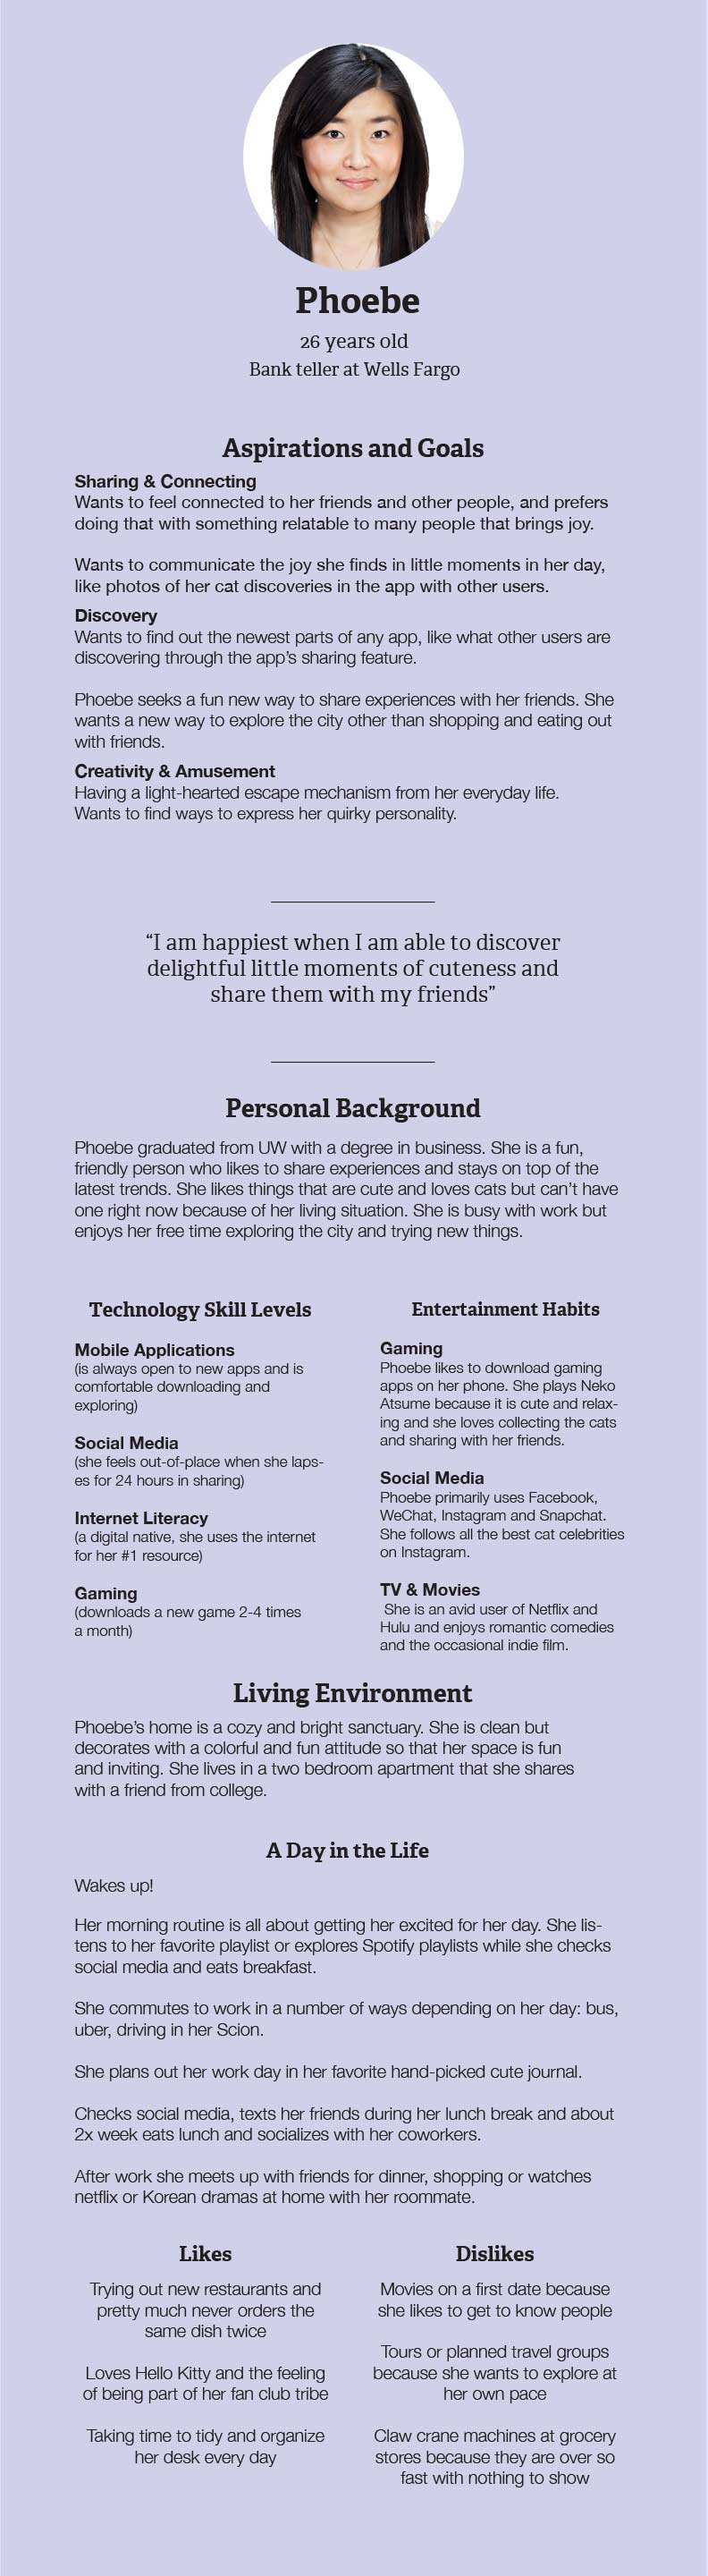 Phoebe
26 years old
Bank teller at Wells Fargo
Aspirations and Goals
Sharing & Connecting
Wants to feel connected to her friends and other people, and prefers
doing that with something relatable to many people that brings joy.
Wants to communicate the joy she finds in little moments in her day,
like photos of her cat discoveries in the app with other users.
Discovery
Wants to find out the newest parts of any app, like what other users are
discovering through the app's sharing feature.
Phoebe seeks a fun new way to share experiences with her friends. She
wants a new way to explore the city other than shopping and eating out
with friends.
Creativity & Amusement
Having a light-hearted escape mechanism from her everyday life.
Wants to find ways to express her quirky personality.
“I am happiest when I am able to discover
delightful little moments of cuteness and
share them with my friends”
Personal Background
Phoebe graduated from UW with a degree in business. She is a fun,
friendly person who likes to share experiences and stays on top of the
latest trends. She likes things that are cute and loves cats but can't have
one right now because of her living situation. She is busy with work but
enjoys her free time exploring the city and trying new things.
Technology Skill Levels
Mobile Applications
(is always open to new apps and is
comfortable downloading and
exploring)
Social Media
(she feels out-of-place when she laps-
es for 24 hours in sharing)
Internet Literacy
(a digital native, she uses the internet
for her #1 resource)
Gaming
(downloads a new game 2-4 times
a month)
Entertainment Habits
Gaming
Phoebe likes to download gaming
apps on her phone. She plays Neko
Atsume because it is cute and relax-
ing and she loves collecting the cats
and sharing with her friends.
Social Media
Phoebe primarily uses Facebook,
WeChat, Instagram and Snapchat.
She follows all the best cat celebrities
on Instagram.
TV & Movies
She is an avid user of Netflix and
Hulu and enjoys romantic comedies
and the occasional indie film.
Living Environment
Phoebe's home is a cozy and bright sanctuary. She is clean but
decorates with a colorful and fun attitude so that her space is fun
and inviting. She lives in a two bedroom apartment that she shares
with a friend from college.
A Day in the Life
Wakes up!
Her morning routine is all about getting her excited for her day. She lis-
tens to her favorite playlist or explores Spotify playlists while she checks
social media and eats breakfast.
She commutes to work in a number of ways depending on her day: bus,
uber, driving in her Scion.
She plans out her work day in her favorite hand-picked cute journal.
Checks social media, texts her friends during her lunch break and about
2x week eats lunch and socializes with her coworkers.
After work she meets up with friends for dinner, shopping or watches
netflix or Korean dramas at home with her roommate.
Likes
Trying out new restaurants and
pretty much never orders the
same dish twice
Loves Hello Kitty and the feeling
of being part of her fan club tribe
Taking time to tidy and organize
her desk every day
Dislikes
Movies on a first date because
she likes to get to know people
Tours or planned travel groups
because she wants to explore at
her own pace
Claw crane machines at grocery
stores because they are over so
fast with nothing to show